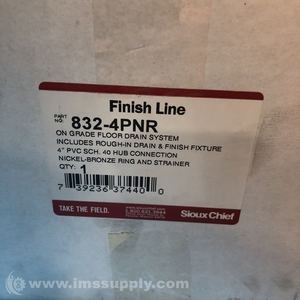 Finish Line
PART NO. 832-4PNR
ON GRADE FLOOR DRAIN SYSTEM
INCLUDES ROUGH-IN DRAIN & FINISH FIXTURE
4" PVC SCH. 40 HUB CONNECTION
NICKEL-BRONZE RING AND STRAINER
QTY: 1
7 39236 37440 0
TAKE THE FIELD.
Sioux Chief
© www.imssupply.com